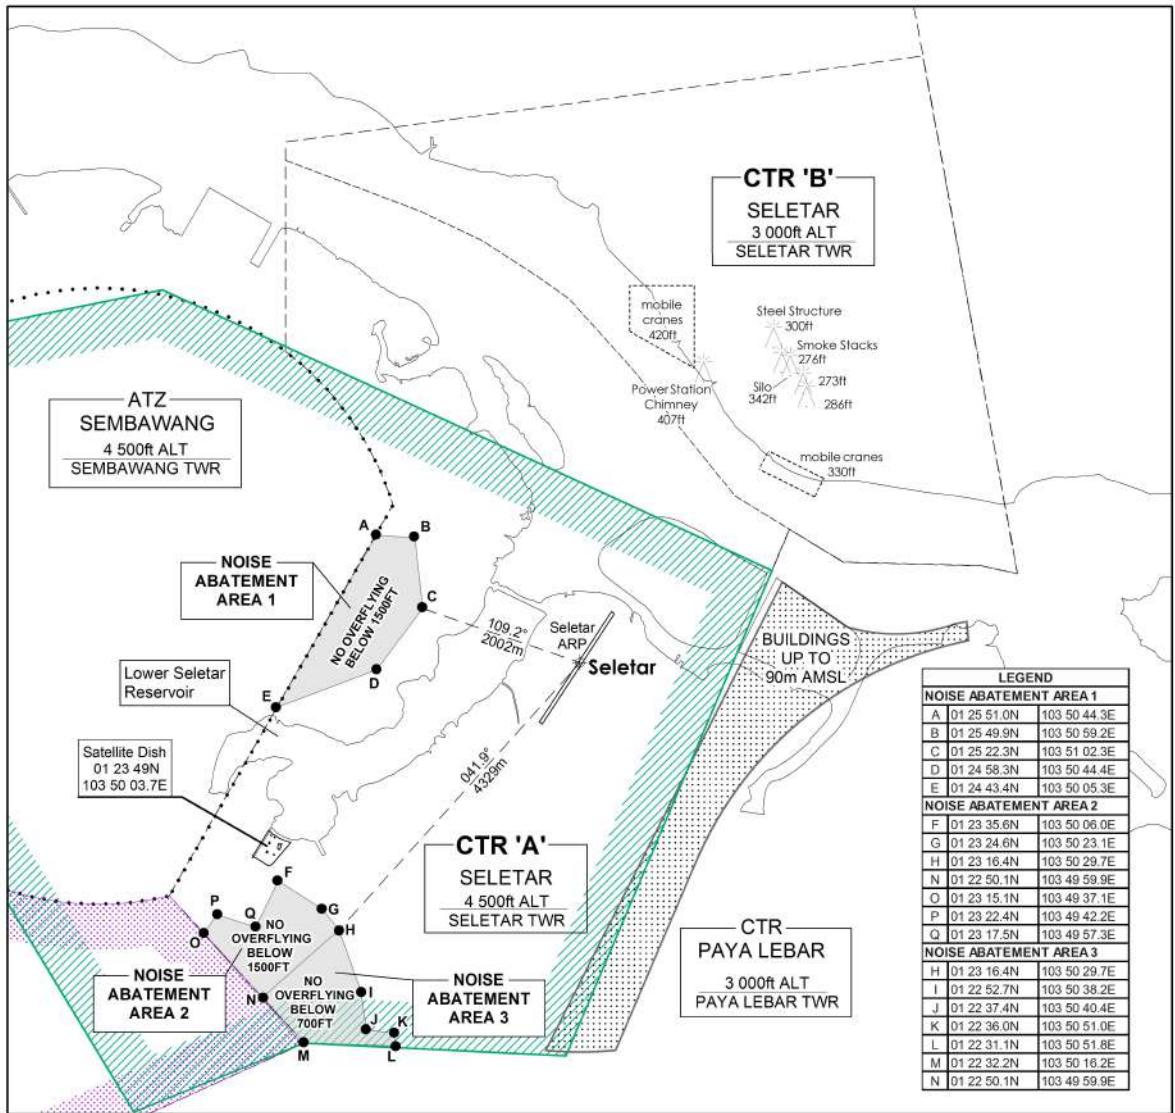 CTR 'B'
SELETAR
3 000ft ALT
SELETAR TWR
mobile
cranes
420ft
Steel Structure
300ft
Smoke Stacks
276ft
273ft
Silo
342ft
286ft
Power Station
Chimney
407ft
mobile cranes
330ft
ATZ
SEMBAWANG
4 500ft ALT
SEMBAWANG TWR
A
B
NOISE
ABATEMENT
AREA 1
NO OVERFLYING
BELOW 1500FT
C
109.2°
2002m
Seletar
ARP
Seletar
D
E
BUILDINGS
UP TO
90m AMSL
Lower Seletar
Reservoir
Satellite Dish
01 23 49N
103 50 03.7E
041.9°
4329m
CTR 'A'
SELETAR
4 500ft ALT
SELETAR TWR
F
P
G
Q
O
H
NO
OVERFLYING
BELOW
1500FT
NOISE
ABATEMENT
AREA 2
N
NO
OVERFLYING
BELOW
700FT
I
NOISE
ABATEMENT
AREA 3
J
K
M
L
CTR
PAYA LEBAR
3 000ft ALT
PAYA LEBAR TWR
LEGEND
NOISE ABATEMENT AREA 1
A 01 25 51.0N 103 50 44.3E
B 01 25 49.9N 103 50 59.2E
C 01 25 22.3N 103 51 02.3E
D 01 24 58.3N 103 50 44.4E
E 01 24 43.4N 103 50 05.3E
NOISE ABATEMENT AREA 2
F 01 23 35.6N 103 50 06.0E
G 01 23 24.6N 103 50 23.1E
H 01 23 16.4N 103 50 29.7E
N 01 22 50.1N 103 49 59.9E
O 01 23 15.1N 103 49 37.1E
P 01 23 22.4N 103 49 42.2E
Q 01 23 17.5N 103 49 57.3E
NOISE ABATEMENT AREA 3
H 01 23 16.4N 103 50 29.7E
I 01 22 52.7N 103 50 38.2E
J 01 22 37.4N 103 50 40.4E
K 01 22 36.0N 103 50 51.0E
L 01 22 31.1N 103 50 51.8E
M 01 22 32.2N 103 50 16.2E
N 01 22 50.1N 103 49 59.9E